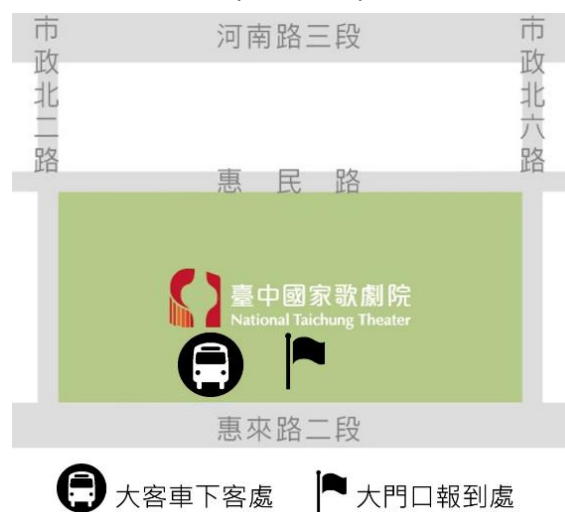 河南路三段
市政北二路
市政北六路
惠民路
臺中國家歌劇院
National Taichung Theater
惠來路二段
大客車下客處
大門口報到處